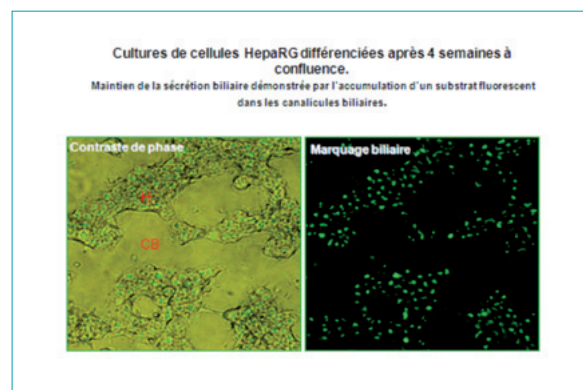 Cultures de cellules HepaRG différenciées après 4 semaines à
confluence.
Maintien de la sécrétion biliaire démontrée par l'accumulation d'un substrat fluorescent
dans les canalicules biliaires.
Contraste de phase
Marquage biliaire
H
CB